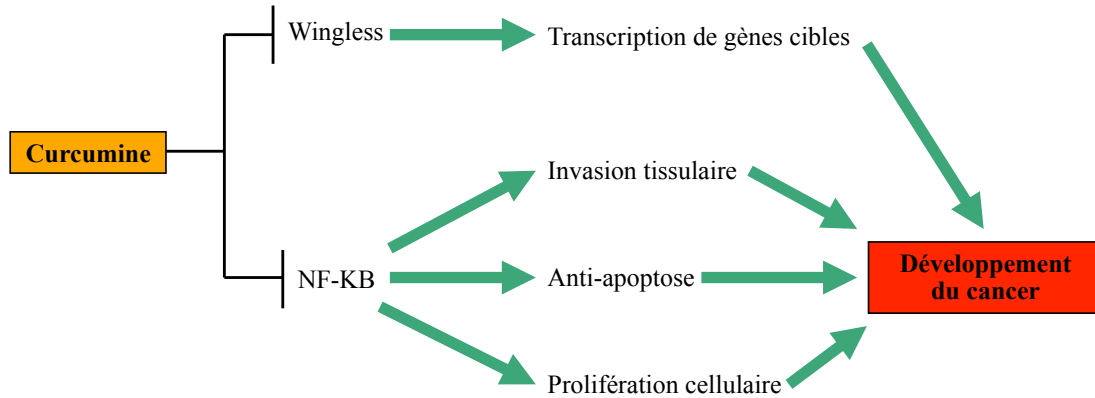 Wingless
Transcription de gènes cibles
Curcumine
Invasion tissulaire
NF-KB
Anti-apoptose
Développement
du cancer
Prolifération cellulaire